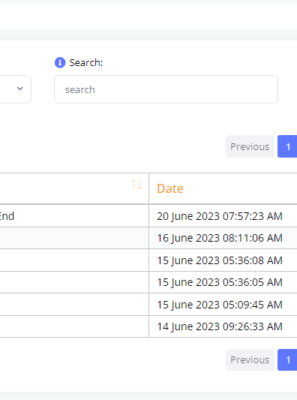 Search:
search
Previous 1
Date
End 20 June 2023 07:57:23 AM
16 June 2023 08:11:06 AM
15 June 2023 05:36:08 AM
15 June 2023 05:36:05 AM
15 June 2023 05:09:45 AM
14 June 2023 09:26:33 AM
Previous 1